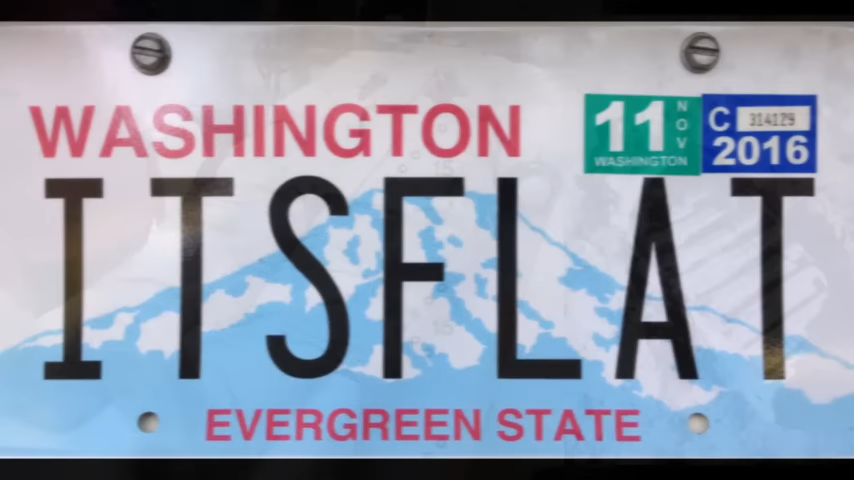 WASHINGTON
11 NOV WASHINGTON
C 314129 2016
ITSFLAT
EVERGREEN STATE